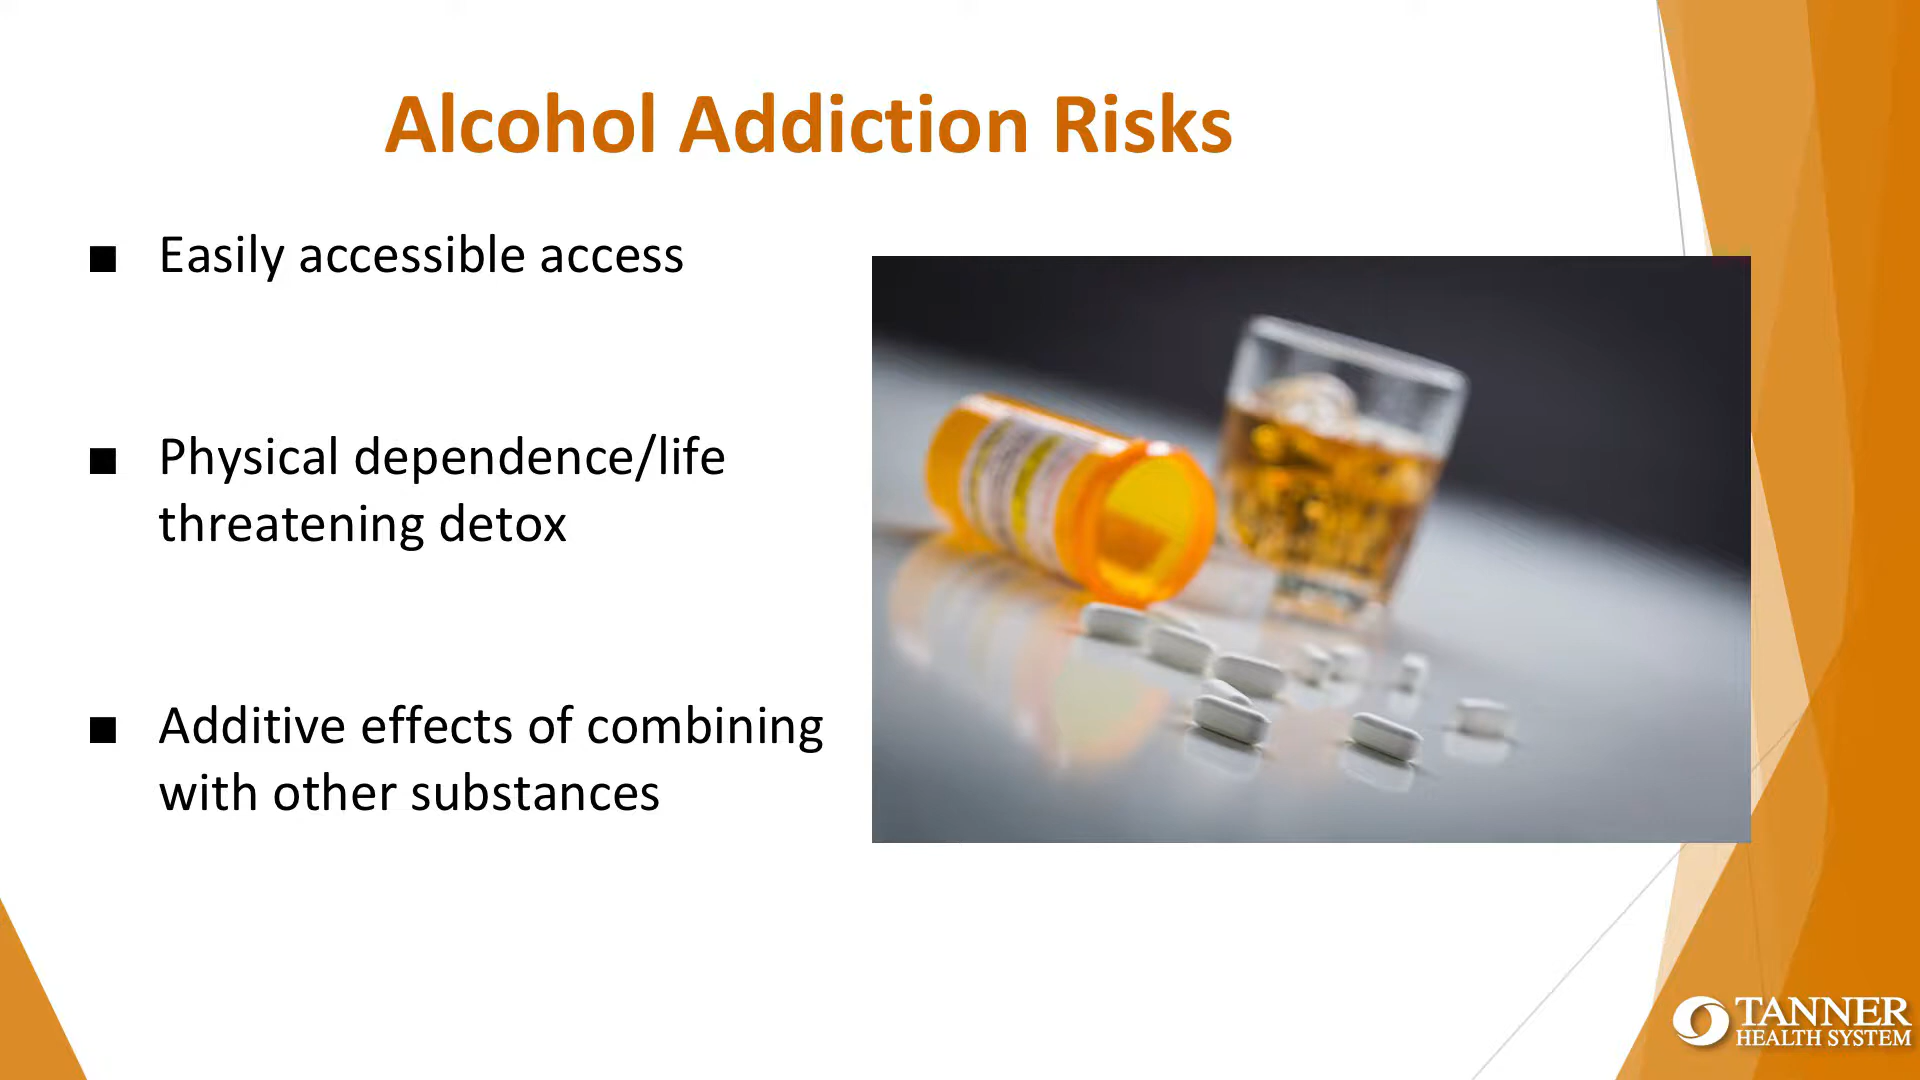 Alcohol Addiction Risks
■ Easily accessible access
■ Physical dependence/life
threatening detox
■ Additive effects of combining
with other substances
TANNER
HEALTH SYSTEM